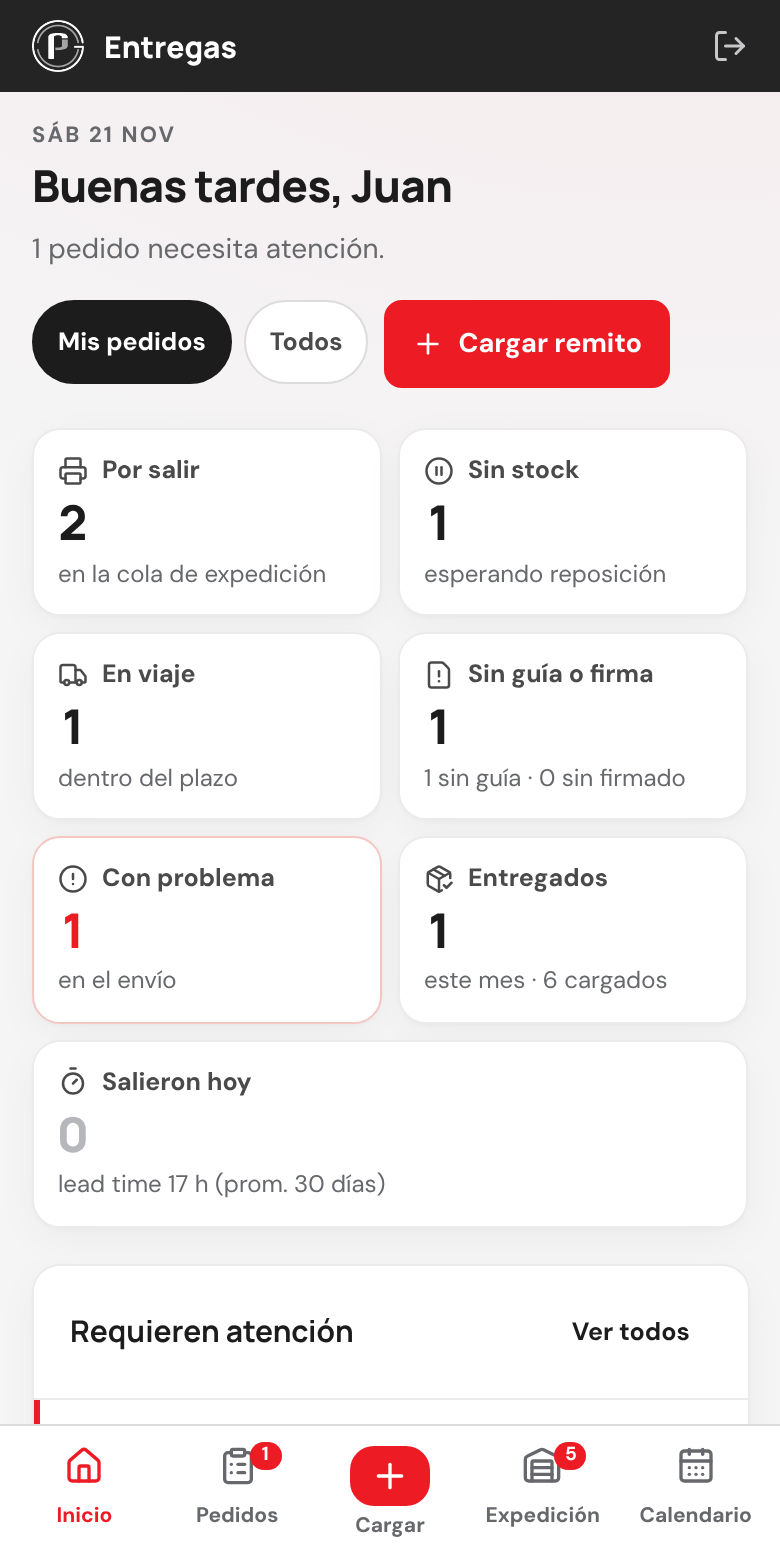 Entregas
SÁB 21 NOV
Buenas tardes, Juan
1 pedido necesita atención.
Mis pedidos
Todos
Cargar remito
Por salir
2
en la cola de expedición
Sin stock
1
esperando reposición
En viaje
1
dentro del plazo
Sin guía o firma
1
1 sin guía · 0 sin firmado
Con problema
1
en el envío
Entregados
1
este mes · 6 cargados
Salieron hoy
0
lead time 17 h (prom. 30 días)
Requieren atención
Ver todos
Inicio
1
Pedidos
Cargar
5
Expedición
Calendario